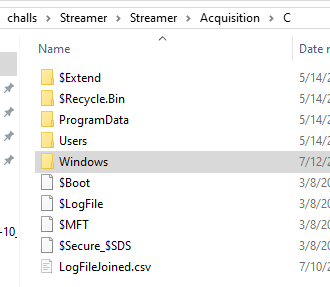 challs > Streamer > Streamer > Acquisition > C
Name
$Extend 5/14/2
$Recycle.Bin 5/14/2
ProgramData 5/14/2
Users 5/14/2
Windows 7/12/2
$Boot 3/8/20
$LogFile 3/8/20
$MFT 3/8/20
-10_
$Secure_$SDS 3/8/20
LogFileJoined.csv 7/10/2